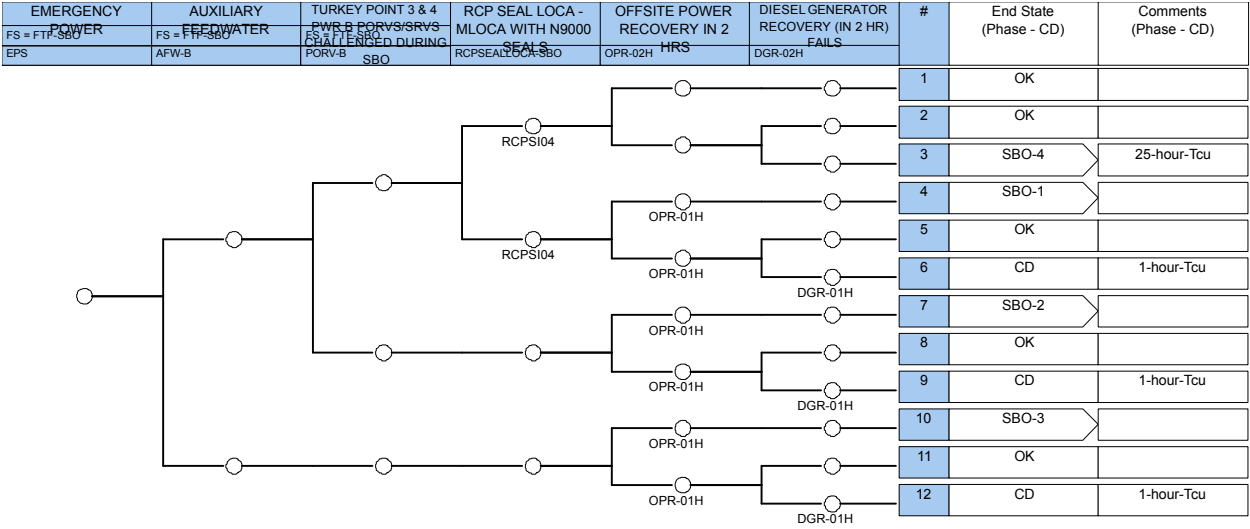 EMERGENCY
POWER
FS = FTF-SBO
EPS
AUXILIARY
FEEDWATER
FS = FTF-SBO
AFW-B
TURKEY POINT 3 & 4
PWR B PORVS/SRVS
CHALLENGED DURING
SBO
FS = FTF-SBO
PORV-B
RCP SEAL LOCA -
MLOCA WITH N9000
SEALS
RCPSEALLOCA-SBO
OFFSITE POWER
RECOVERY IN 2
HRS
OPR-02H
DIESEL GENERATOR
RECOVERY (IN 2 HR)
FAILS
DGR-02H
#
End State
(Phase - CD)
Comments
(Phase - CD)
1 OK
2 OK
RCPSI04
3 SBO-4 25-hour-Tcu
4 SBO-1
OPR-01H
5 OK
RCPSI04
OPR-01H
6 CD 1-hour-Tcu
DGR-01H
7 SBO-2
OPR-01H
8 OK
OPR-01H
9 CD 1-hour-Tcu
DGR-01H
10 SBO-3
OPR-01H
11 OK
OPR-01H
12 CD 1-hour-Tcu
DGR-01H